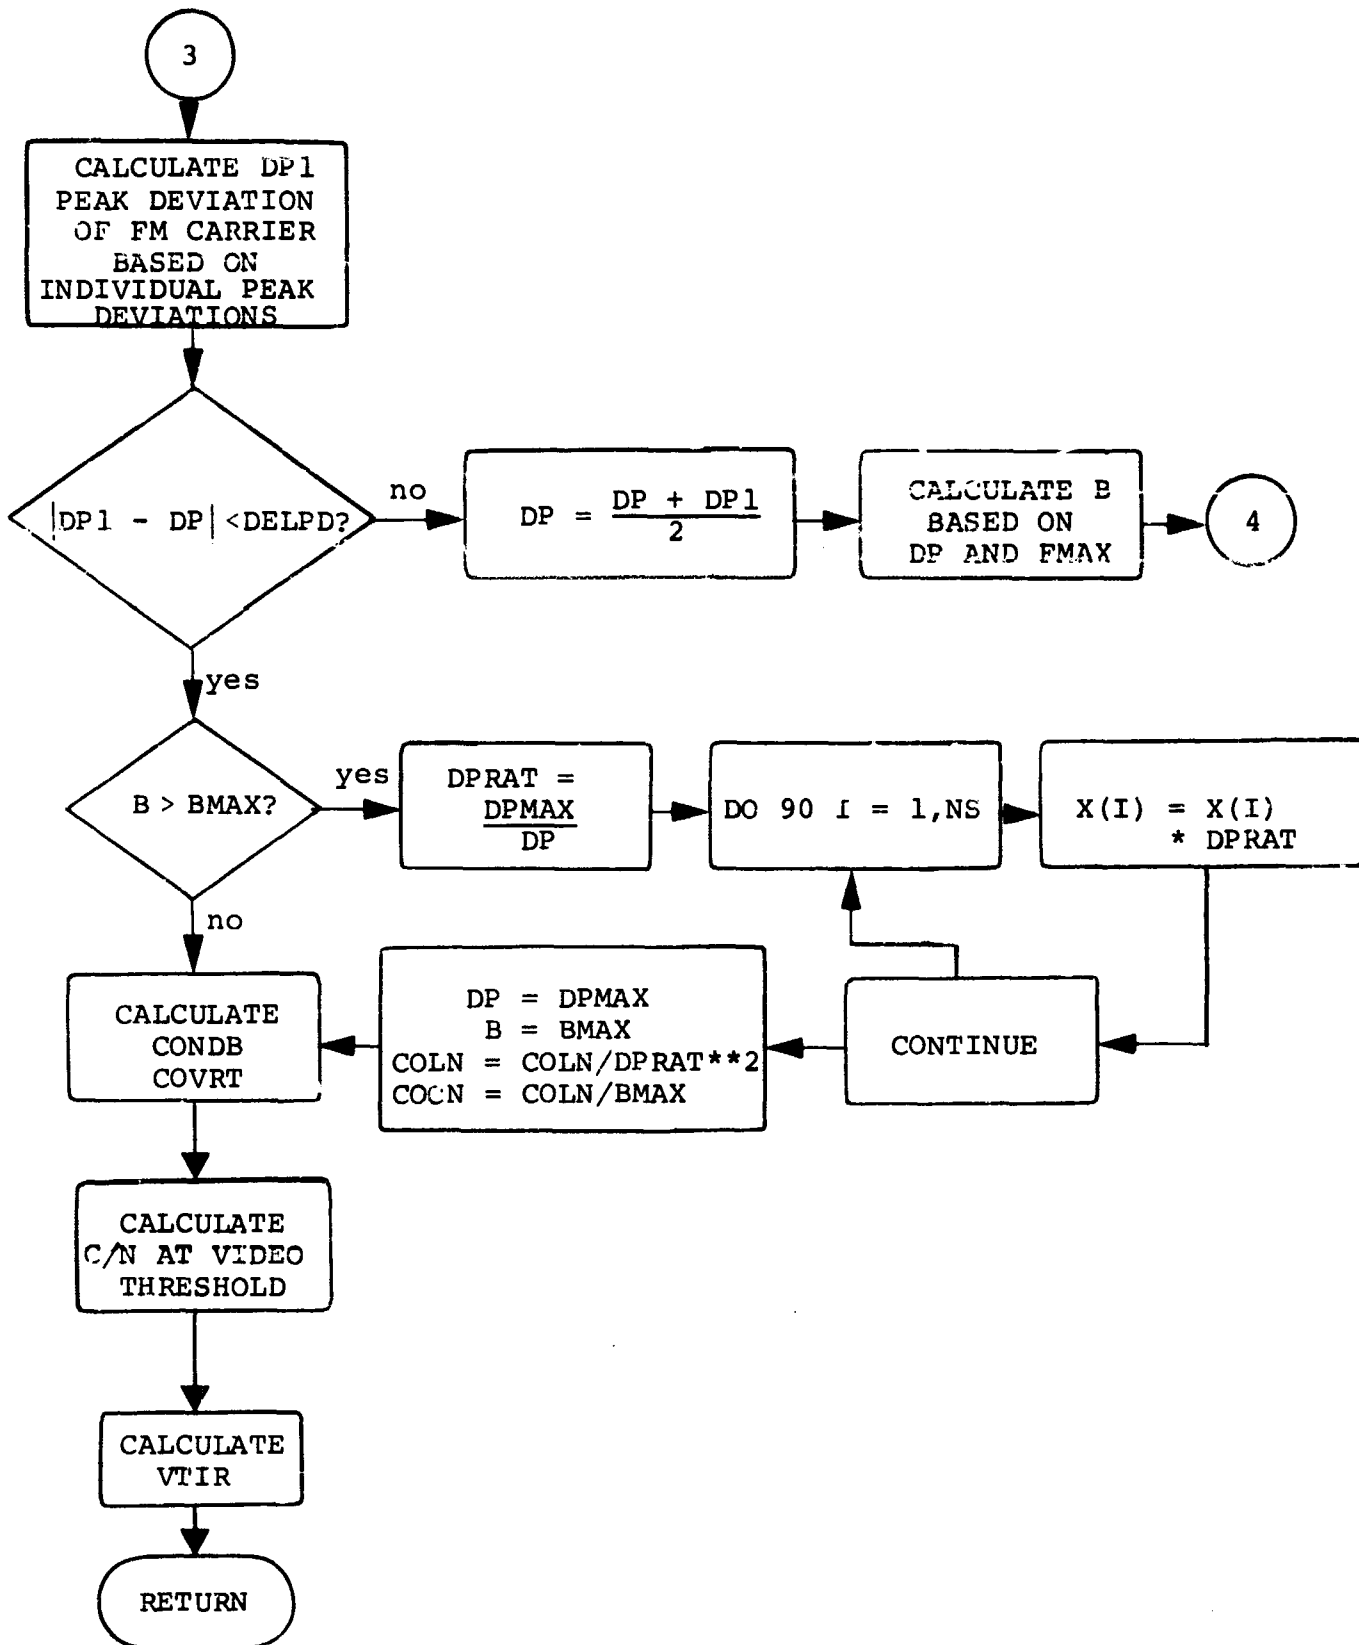 3
CALCULATE DP1
PEAK DEVIATION
OF FM CARRIER
BASED ON
INDIVIDUAL PEAK
DEVIATIONS
|DP1 - DP| <DELPD?
no
DP = DP + DP1
2
CALCULATE B
BASED ON
DP AND FMAX
4
yes
B > BMAX?
yes
DPRAT =
DPMAX
DP
DO 90 I = 1,NS
X(I) = X(I)
* DPRAT
no
CALCULATE
CONDB
COVRT
DP = DPMAX
B = BMAX
COLN = COLN/DPRAT**2
COCN = COLN/BMAX
CONTINUE
CALCULATE
C/N AT VIDEO
THRESHOLD
CALCULATE
VTIR
RETURN